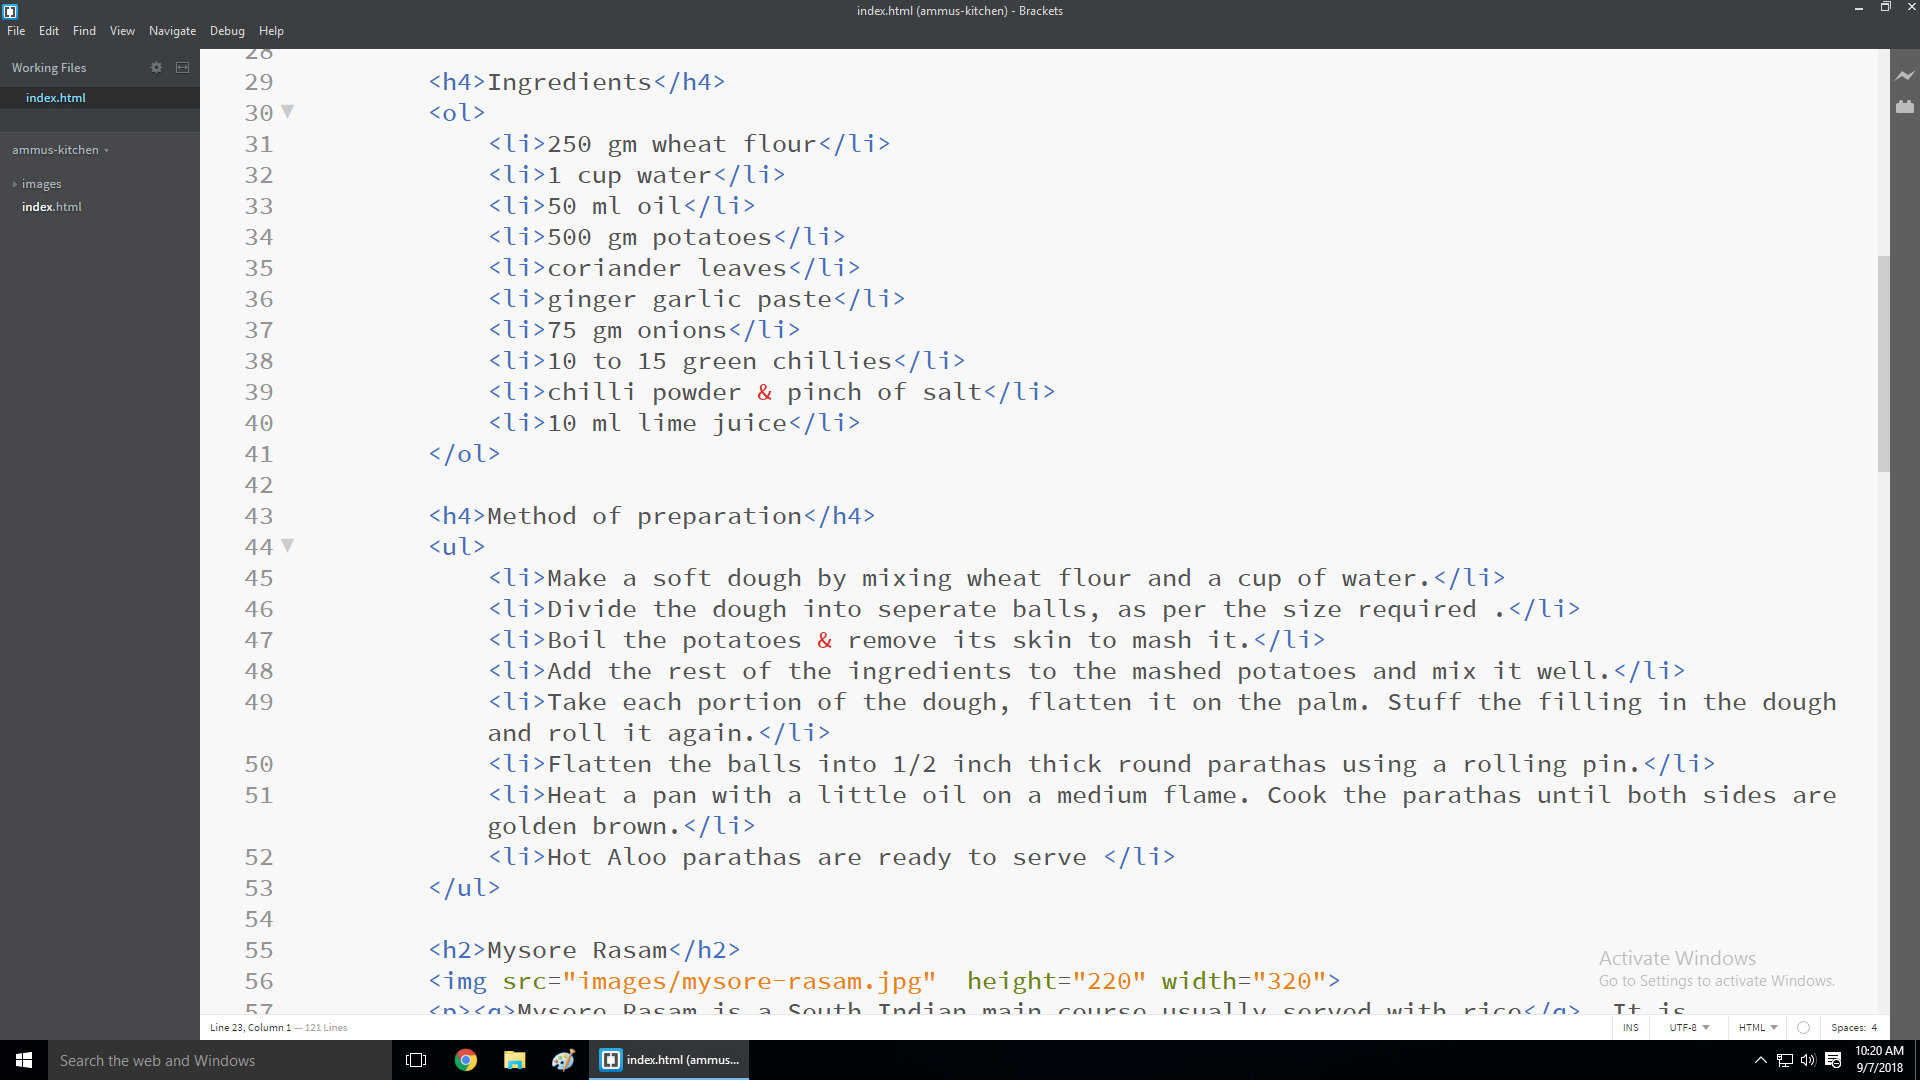 index.html (ammus-kitchen) - Brackets
File Edit Find View Navigate Debug Help
Working Files
index.html
ammus-kitchen
images
index.html
28
29 <h4>Ingredients</h4>
30 <ol>
31 <li>250 gm wheat flour</li>
32 <li>1 cup water</li>
33 <li>50 ml oil</li>
34 <li>500 gm potatoes</li>
35 <li>coriander leaves</li>
36 <li>ginger garlic paste</li>
37 <li>75 gm onions</li>
38 <li>10 to 15 green chillies</li>
39 <li>chilli powder & pinch of salt</li>
40 <li>10 ml lime juice</li>
41 </ol>
42
43 <h4>Method of preparation</h4>
44 <ul>
45 <li>Make a soft dough by mixing wheat flour and a cup of water.</li>
46 <li>Divide the dough into seperate balls, as per the size required .</li>
47 <li>Boil the potatoes & remove its skin to mash it.</li>
48 <li>Add the rest of the ingredients to the mashed potatoes and mix it well.</li>
49 <li>Take each portion of the dough, flatten it on the palm. Stuff the filling in the dough
and roll it again.</li>
50 <li>Flatten the balls into 1/2 inch thick round parathas using a rolling pin.</li>
51 <li>Heat a pan with a little oil on a medium flame. Cook the parathas until both sides are
golden brown.</li>
52 <li>Hot Aloo parathas are ready to serve </li>
53 </ul>
54
55 <h2>Mysore Rasam</h2>
56 <img src="images/mysore-rasam.jpg"  height="220" width="320">
57 <p><q>Mysore Rasam is a South Indian main course usually served with rice</q>. It is
Activate Windows
Go to Settings to activate Windows.
Line 23, Column 1 — 121 Lines
INS UTF-8 HTML Spaces: 4
Search the web and Windows
index.html (ammus...
10:20 AM
9/7/2018